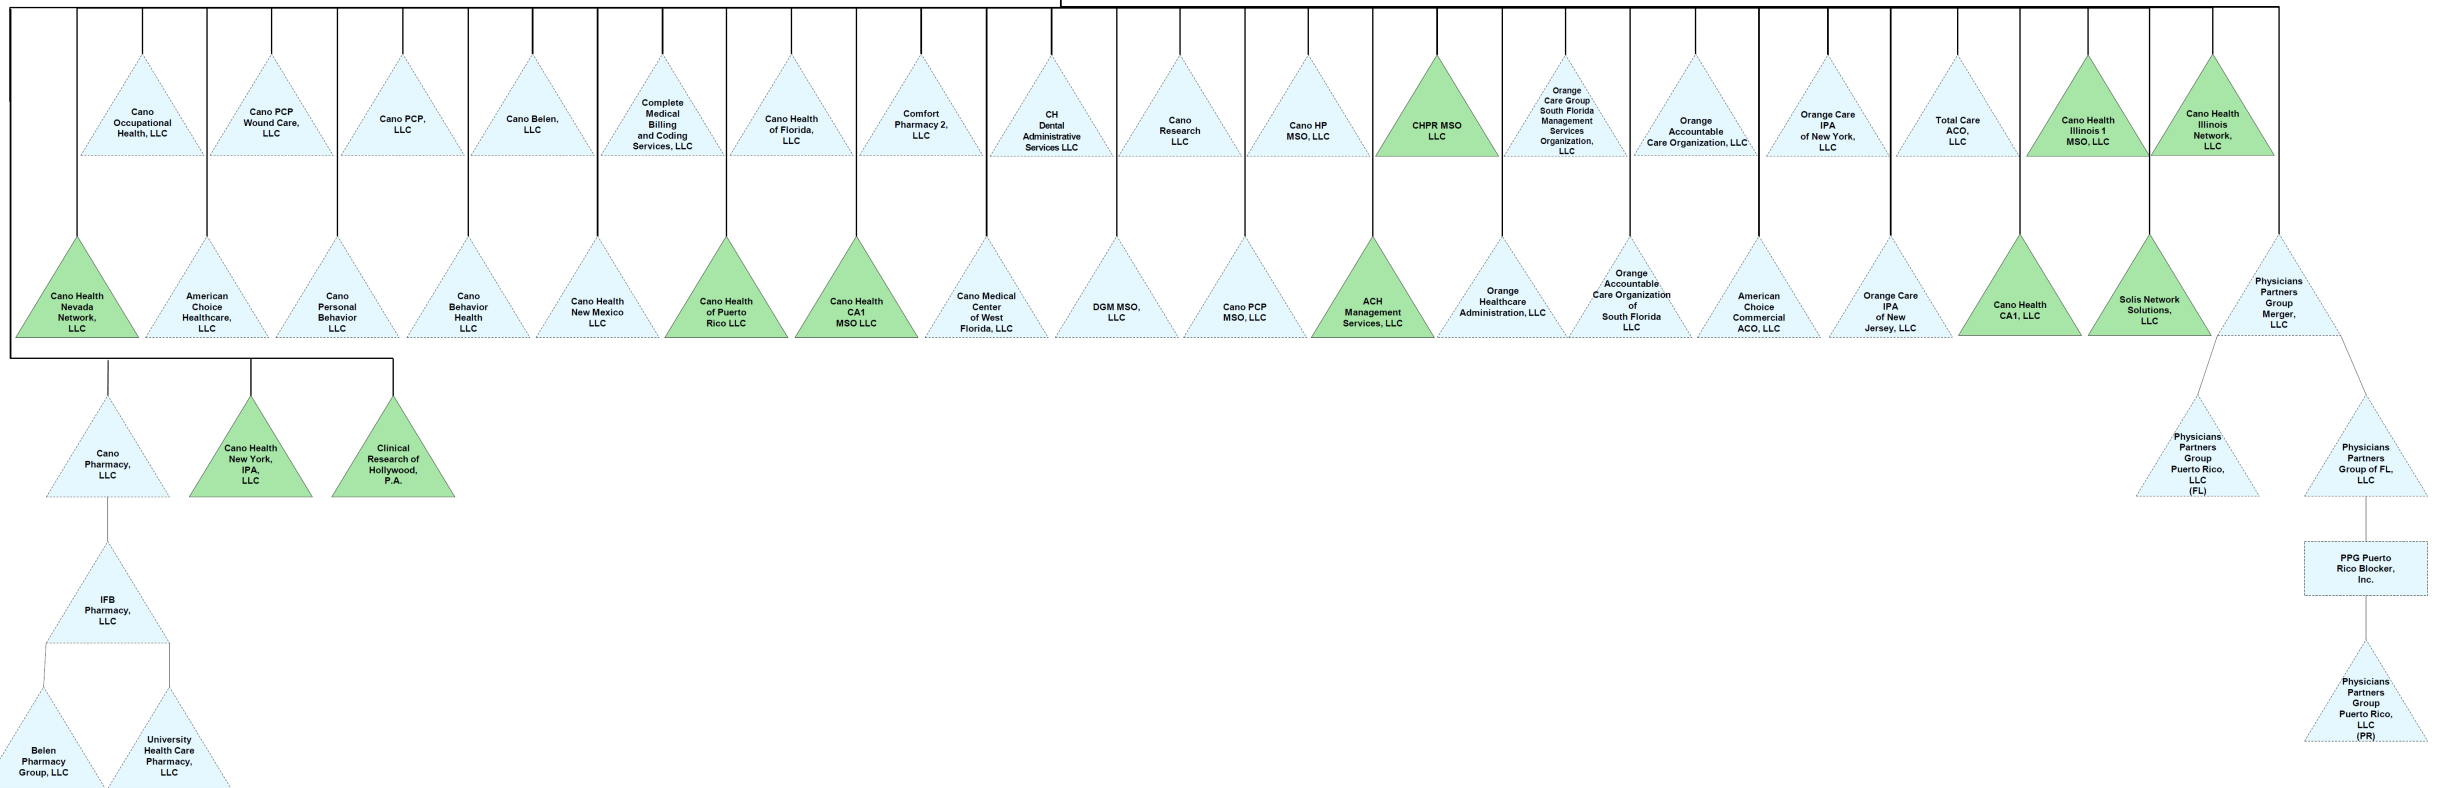 Cano
Occupational
Health, LLC
Cano PCP
Wound Care,
LLC
Cano PCP,
LLC
Cano Belen,
LLC
Complete
Medical
Billing
and Coding
Services, LLC
Cano Health
of Florida,
LLC
Comfort
Pharmacy 2,
LLC
CH
Dental
Administrative
Services LLC
Cano
Research
LLC
Cano HP
MSO, LLC
CHPR MSO
LLC
Orange
Care Group
South Florida
Management
Services
Organization,
LLC
Orange
Accountable
Care Organization, LLC
Orange Care
IPA
of New York,
LLC
Total Care
ACO,
LLC
Cano Health
Illinois 1
MSO, LLC
Cano Health
Illinois
Network,
LLC
Cano Health
Nevada
Network,
LLC
American
Choice
Healthcare,
LLC
Cano
Personal
Behavior
LLC
Cano
Behavior
Health
LLC
Cano Health
New Mexico
LLC
Cano Health
of Puerto
Rico LLC
Cano Health
CA1
MSO LLC
Cano Medical
Center
of West
Florida, LLC
DGM MSO,
LLC
Cano PCP
MSO, LLC
ACH
Management
Services, LLC
Orange
Healthcare
Administration, LLC
Orange
Accountable
Care Organization
of
South Florida
LLC
American
Choice
Commercial
ACO, LLC
Orange Care
IPA
of New
Jersey, LLC
Cano Health
CA1, LLC
Solis Network
Solutions,
LLC
Physicians
Partners
Group
Merger,
LLC
Cano
Pharmacy,
LLC
Cano Health
New York,
IPA,
LLC
Clinical
Research of
Hollywood,
P.A.
Physicians
Partners
Group
Puerto Rico,
LLC
(FL)
Physicians
Partners
Group of FL,
LLC
IFB
Pharmacy,
LLC
PPG Puerto
Rico Blocker,
Inc.
Belen
Pharmacy
Group, LLC
University
Health Care
Pharmacy,
LLC
Physicians
Partners
Group
Puerto Rico,
LLC
(PR)